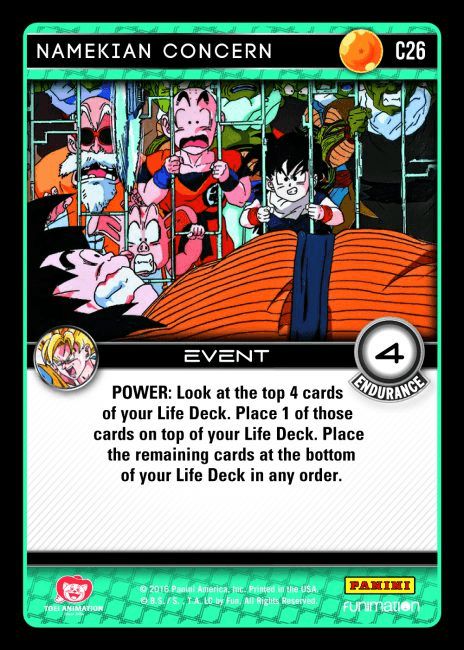 NAMEKIAN CONCERN C26
EVENT
4
ENDURANCE
POWER: Look at the top 4 cards
of your Life Deck. Place 1 of those
cards on top of your Life Deck. Place
the remaining cards at the bottom
of your Life Deck in any order.
TOEI ANIMATION
© 2016 Panini America, Inc. Printed in the USA.
© B.S. / S. , T.A. LC by Fun. All Rights Reserved.
PANINI
FUNIMATION